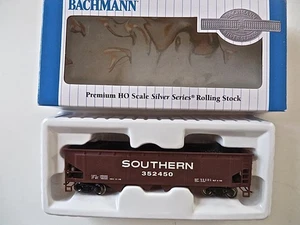 BACHMANN
Premium HO Scale Silver Series® Rolling Stock
SOUTHERN
352450